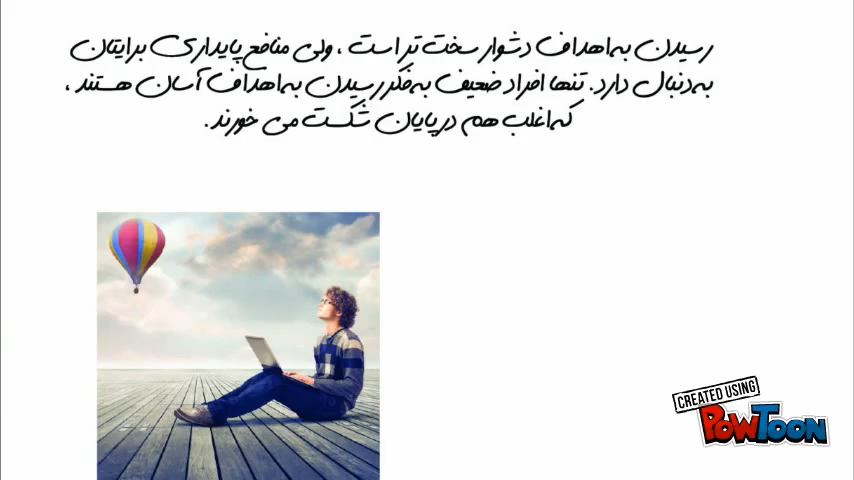 رسیدن به اهداف دشوار سخت تر است ، ولی منافع پایداری برایتان
به دنبال دارد. تنها افراد ضعیف به فکر رسیدن به اهداف آسان هستند ،
که اغلب هم در پایان شکست می خورند.
CREATED USING
POWTOON